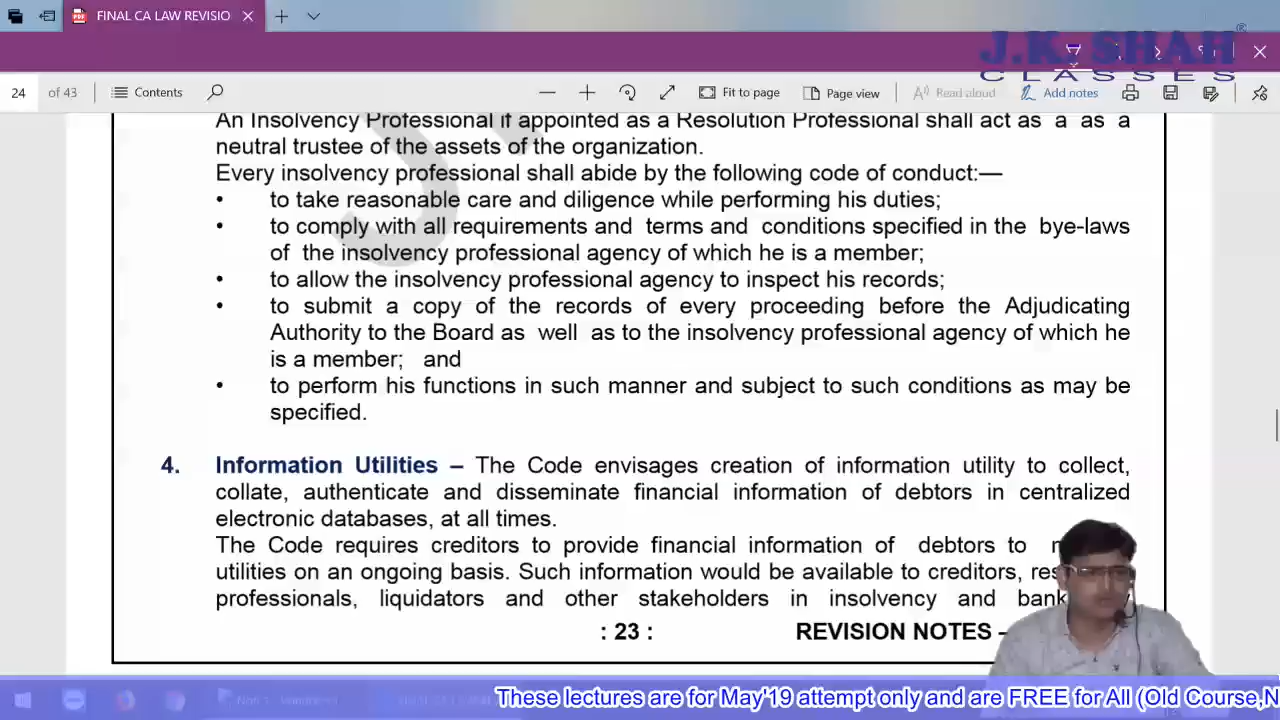 FINAL CA LAW REVISIO
J.K. SHAH®
CLASSES
24 of 43 Contents Fit to page Page view Read aloud Add notes
An Insolvency Professional if appointed as a Resolution Professional shall act as a as a
neutral trustee of the assets of the organization.
Every insolvency professional shall abide by the following code of conduct:—
• to take reasonable care and diligence while performing his duties;
• to comply with all requirements and terms and conditions specified in the bye-laws
of the insolvency professional agency of which he is a member;
• to allow the insolvency professional agency to inspect his records;
• to submit a copy of the records of every proceeding before the Adjudicating
Authority to the Board as well as to the insolvency professional agency of which he
is a member; and
• to perform his functions in such manner and subject to such conditions as may be
specified.
4. Information Utilities – The Code envisages creation of information utility to collect,
collate, authenticate and disseminate financial information of debtors in centralized
electronic databases, at all times.
The Code requires creditors to provide financial information of debtors to
utilities on an ongoing basis. Such information would be available to creditors,
professionals, liquidators and other stakeholders in insolvency and
: 23 : REVISION NOTES –
These lectures are for May'19 attempt only and are FREE for All (Old Course,N